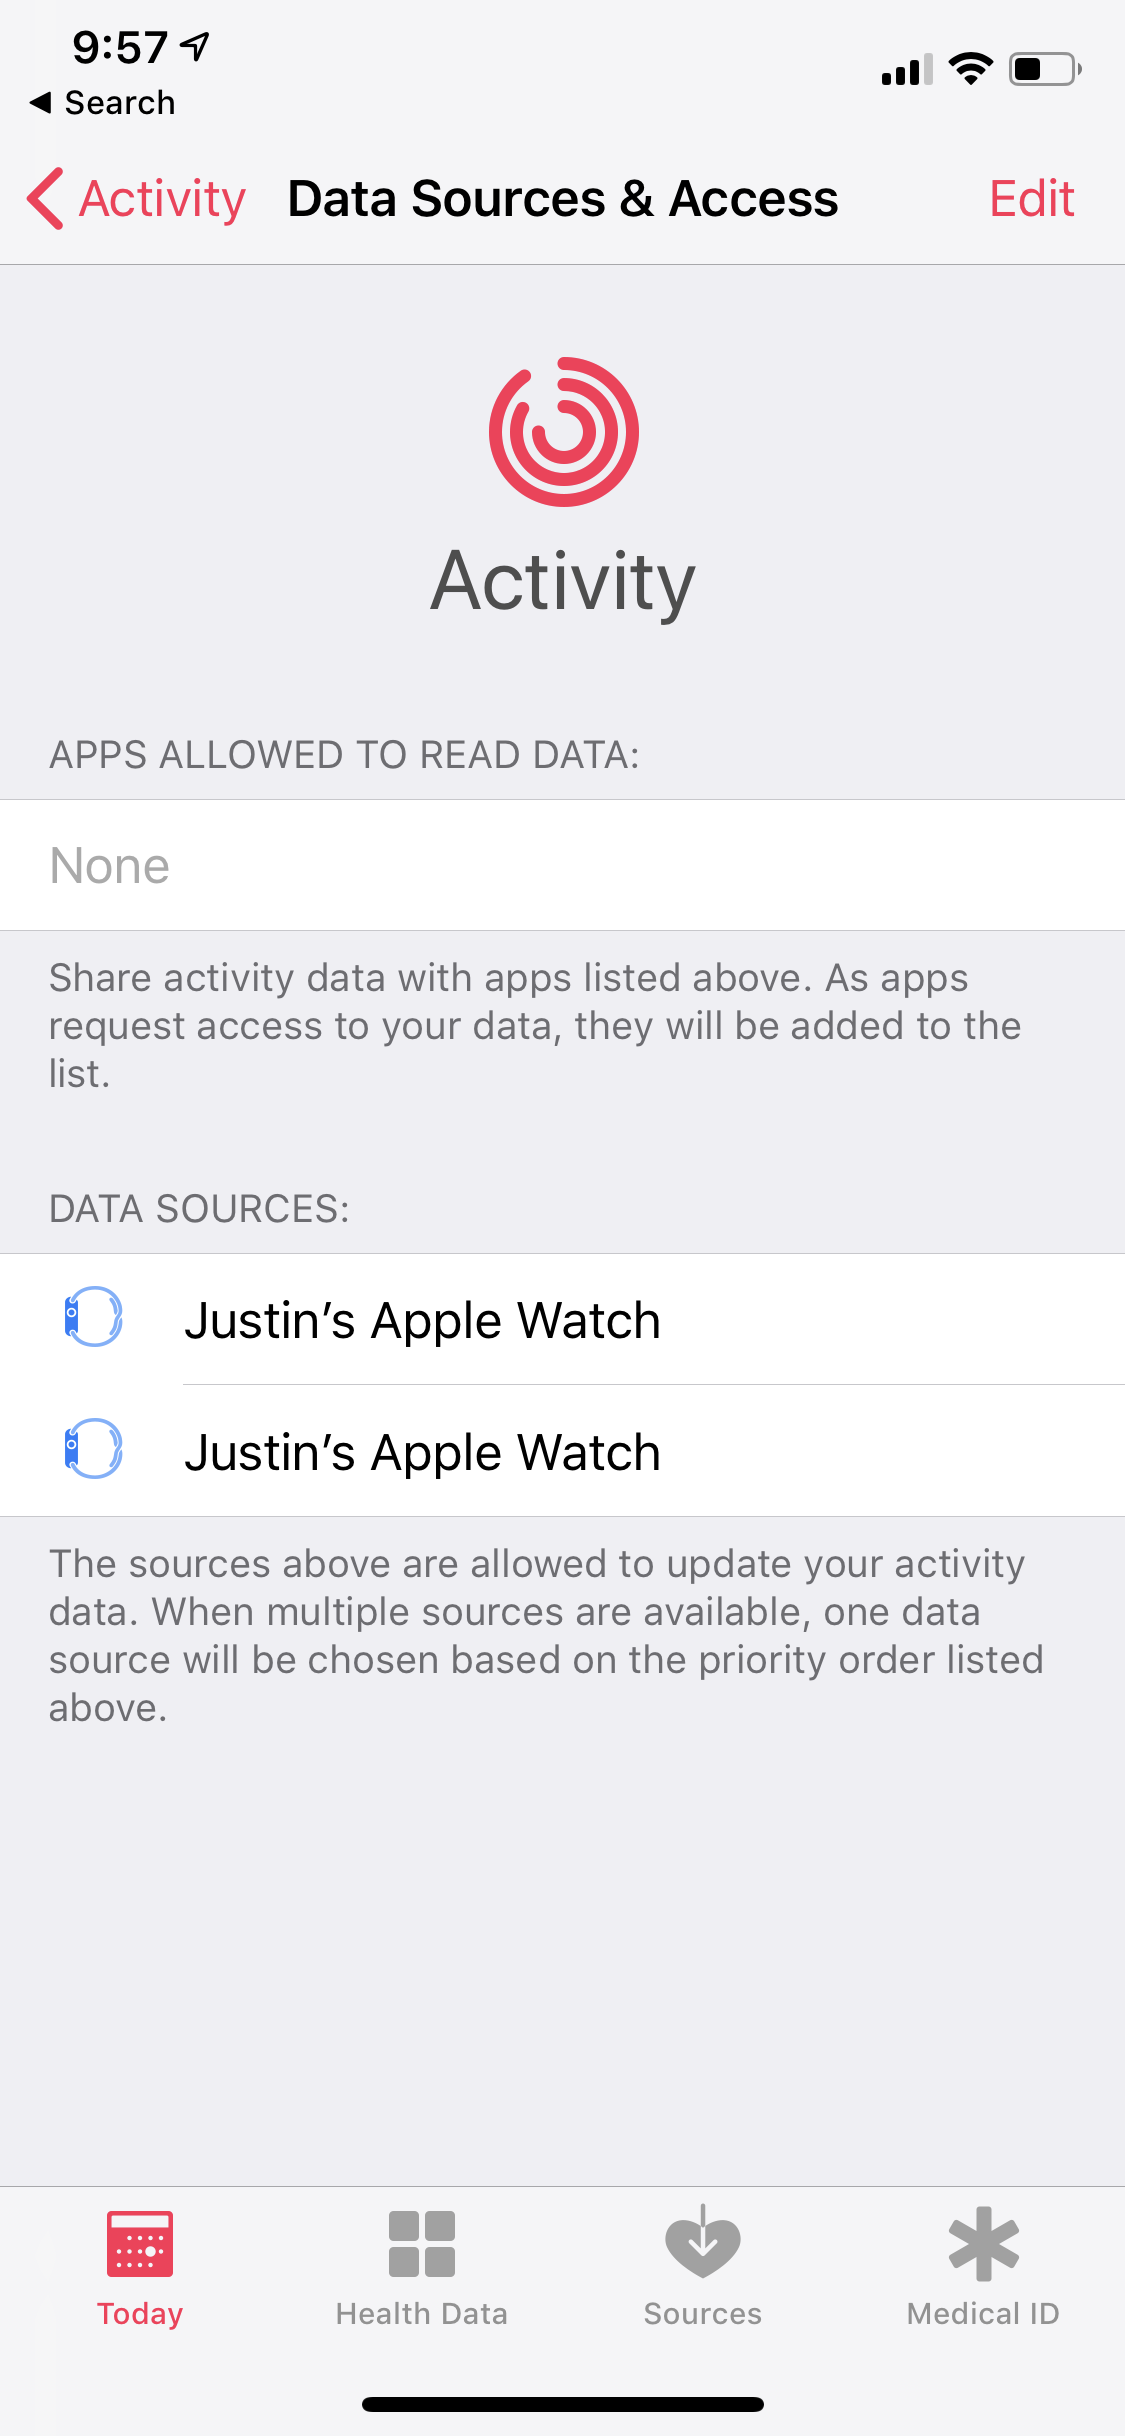 9:57
Search
Activity
Data Sources & Access
Edit
Activity
APPS ALLOWED TO READ DATA:
None
Share activity data with apps listed above. As apps
request access to your data, they will be added to the
list.
DATA SOURCES:
Justin’s Apple Watch
Justin’s Apple Watch
The sources above are allowed to update your activity
data. When multiple sources are available, one data
source will be chosen based on the priority order listed
above.
Today
Health Data
Sources
Medical ID